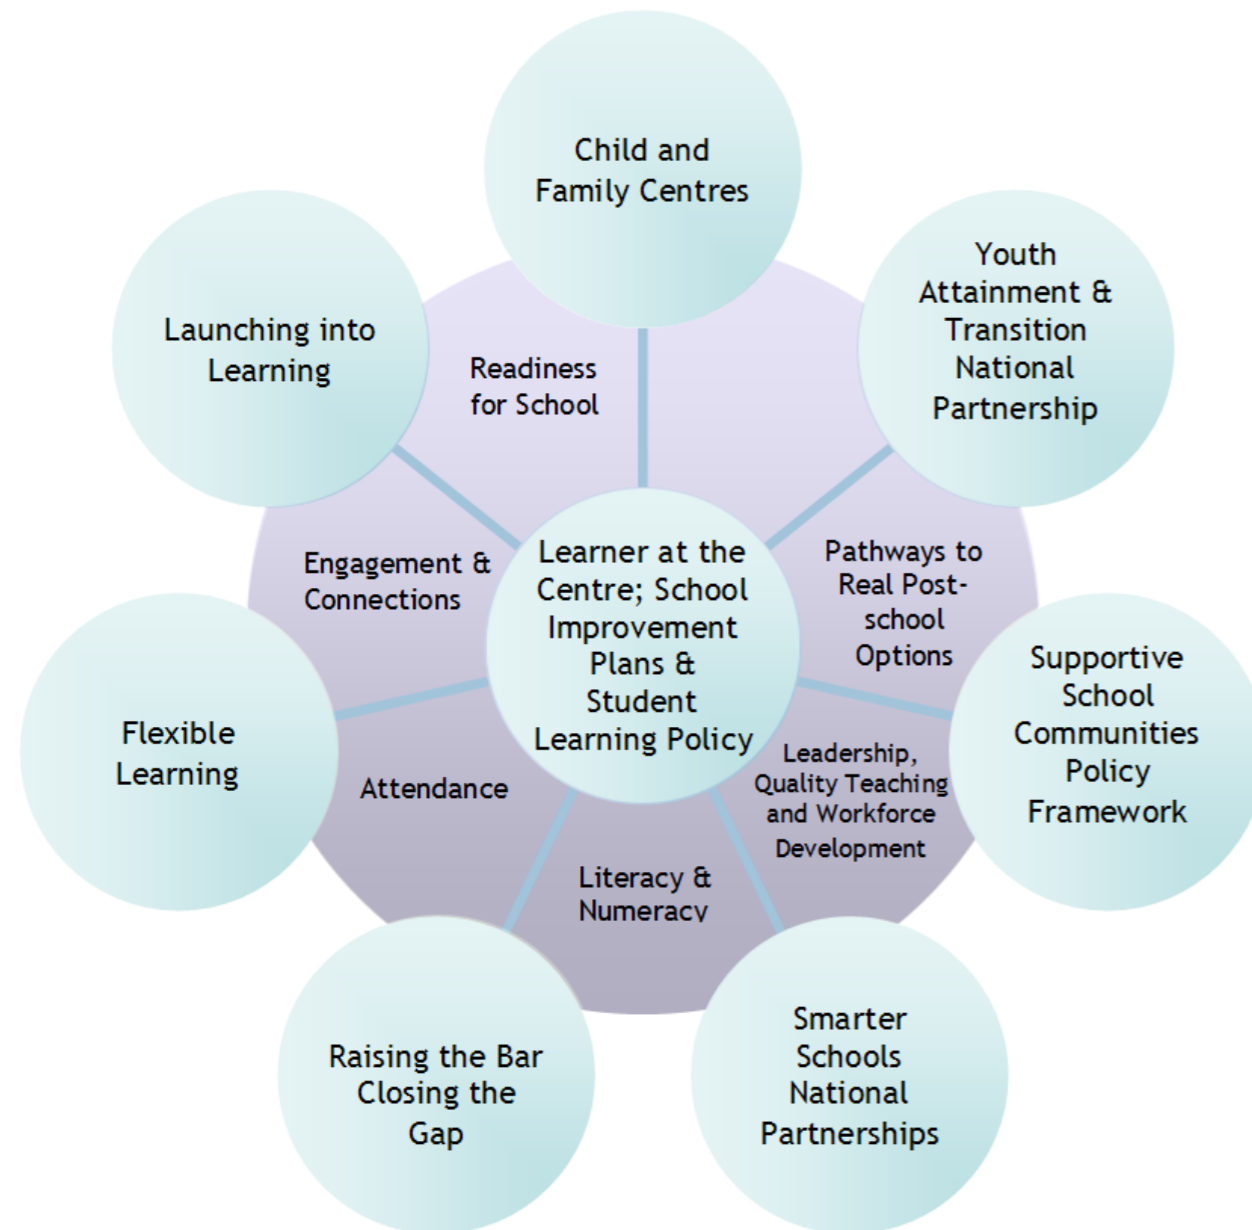 Child and
Family Centres
Youth
Attainment &
Transition
National
Partnership
Launching into
Learning
Readiness
for School
Engagement &
Connections
Learner at the
Centre; School
Improvement
Plans &
Student
Learning Policy
Pathways to
Real Post-
school
Options
Supportive
School
Communities
Policy
Framework
Flexible
Learning
Attendance
Leadership,
Quality Teaching
and Workforce
Development
Literacy &
Numeracy
Raising the Bar
Closing the
Gap
Smarter
Schools
National
Partnerships